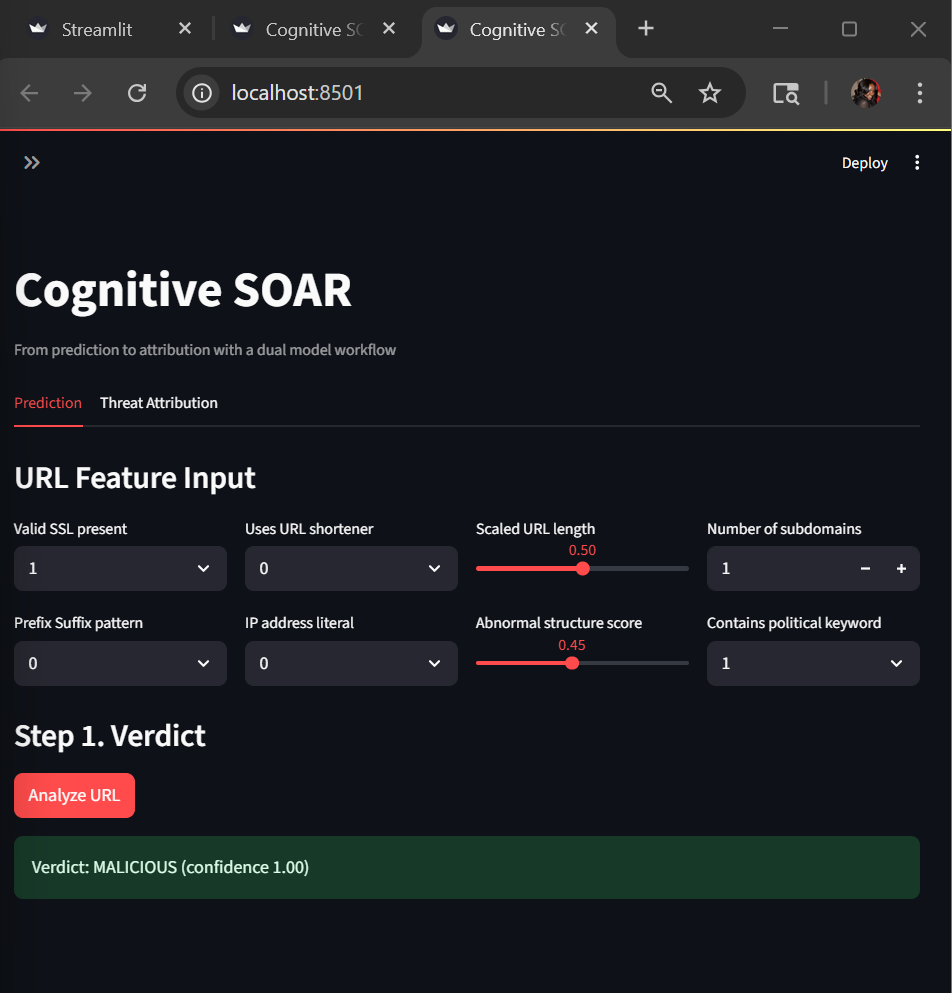 Streamlit Cognitive SO Cognitive SO
localhost:8501
Deploy
Cognitive SOAR
From prediction to attribution with a dual model workflow
Prediction Threat Attribution
URL Feature Input
Valid SSL present Uses URL shortener Scaled URL length Number of subdomains
0.50
1 0 1
Prefix Suffix pattern IP address literal Abnormal structure score Contains political keyword
0.45
0 0 1
Step 1. Verdict
Analyze URL
Verdict: MALICIOUS (confidence 1.00)